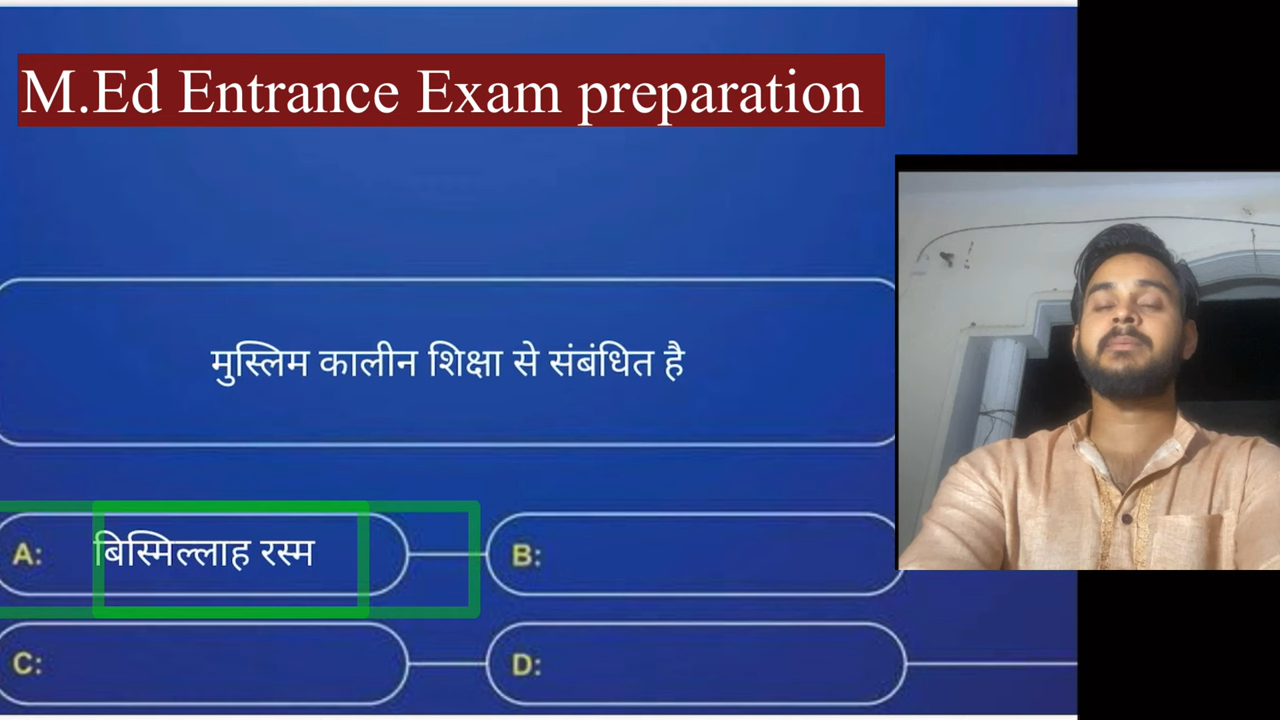 M.Ed Entrance Exam preparation
मुस्लिम कालीन शिक्षा से संबंधित है
A: बिस्मिल्लाह रस्म
B:
C:
D: